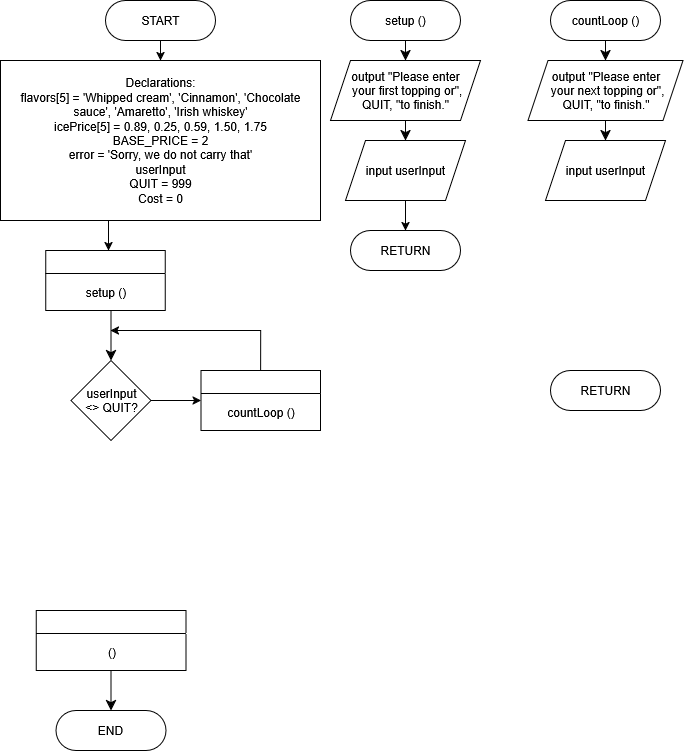 START
Declarations:
flavors[5] = 'Whipped cream', 'Cinnamon', 'Chocolate
sauce', 'Amaretto', 'Irish whiskey'
icePrice[5] = 0.89, 0.25, 0.59, 1.50, 1.75
BASE_PRICE = 2
error = 'Sorry, we do not carry that'
userInput
QUIT = 999
Cost = 0
setup ()
userInput
<> QUIT?
countLoop ()
()
END
setup ()
output "Please enter
your first topping or",
QUIT, "to finish."
input userInput
RETURN
countLoop ()
output "Please enter
your next topping or",
QUIT, "to finish."
input userInput
RETURN